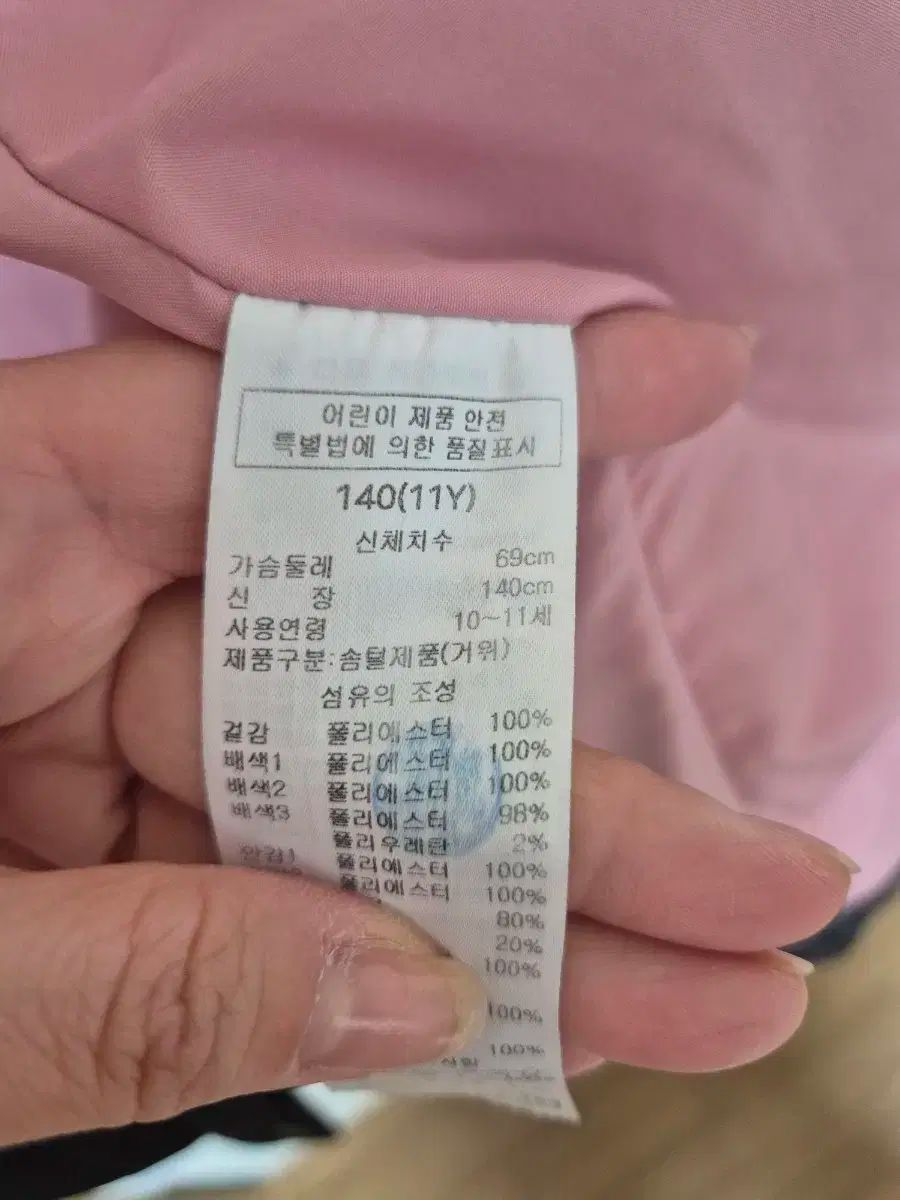 어린이 제품 안전
특별법에 의한 품질표시
140(11Y)
신체치수
가슴둘레 69cm
신 장 140cm
사용연령 10~11세
제품구분:솜털제품(거위)
섬유의 조성
겉감 폴리에스터 100%
배색1 폴리에스터 100%
배색2 폴리에스터 100%
배색3 폴리에스터 98%
폴리우레탄 2%
안감1 폴리에스터 100%
폴리에스터 100%
80%
20%
100%
100%
100%